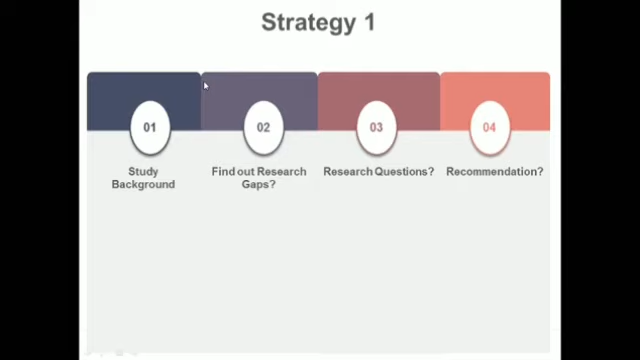 Strategy 1
01
02
03
04
Study
Background
Find out Research
Gaps?
Research Questions?
Recommendation?